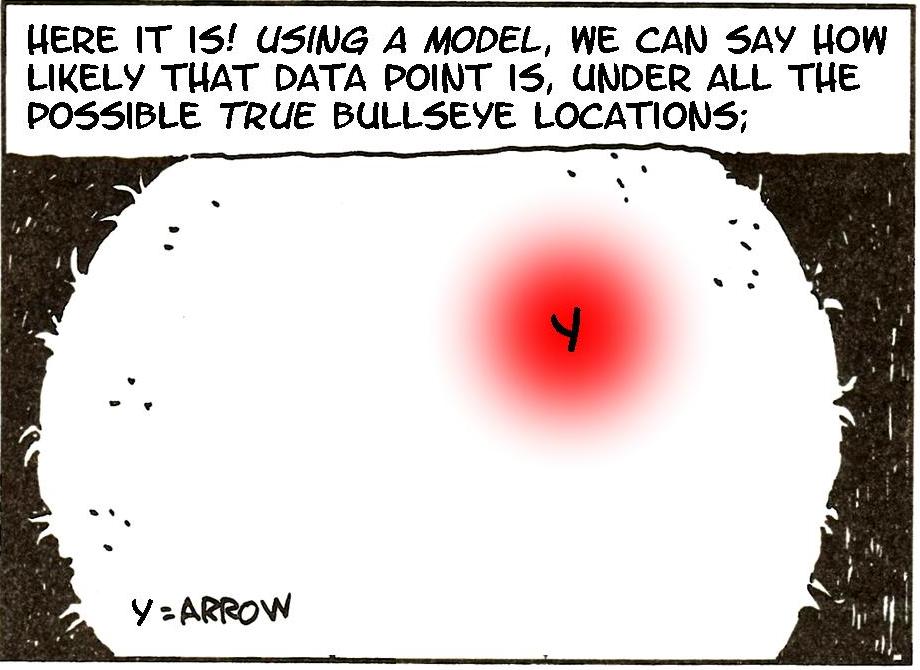 HERE IT IS! USING A MODEL, WE CAN SAY HOW
LIKELY THAT DATA POINT IS, UNDER ALL THE
POSSIBLE TRUE BULLSEYE LOCATIONS;
Y
Y = ARROW